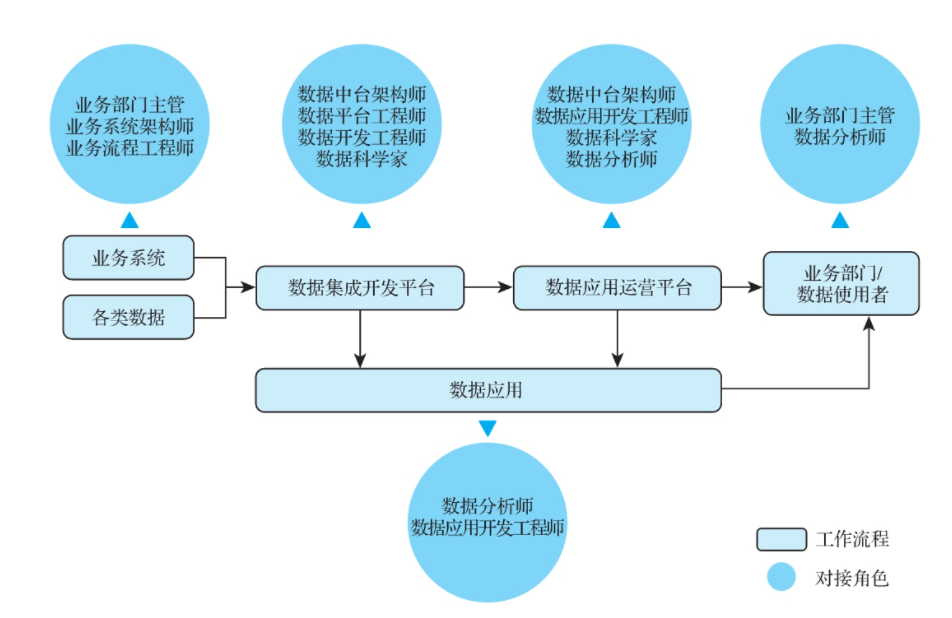 业务部门主管
业务系统架构师
业务流程工程师
数据中台架构师
数据平台工程师
数据开发工程师
数据科学家
数据中台架构师
数据应用开发工程师
数据科学家
数据分析师
业务部门主管
数据分析师
业务系统
各类数据
数据集成开发平台
数据应用运营平台
业务部门/
数据使用者
数据应用
数据分析师
数据应用开发工程师
工作流程
对接角色